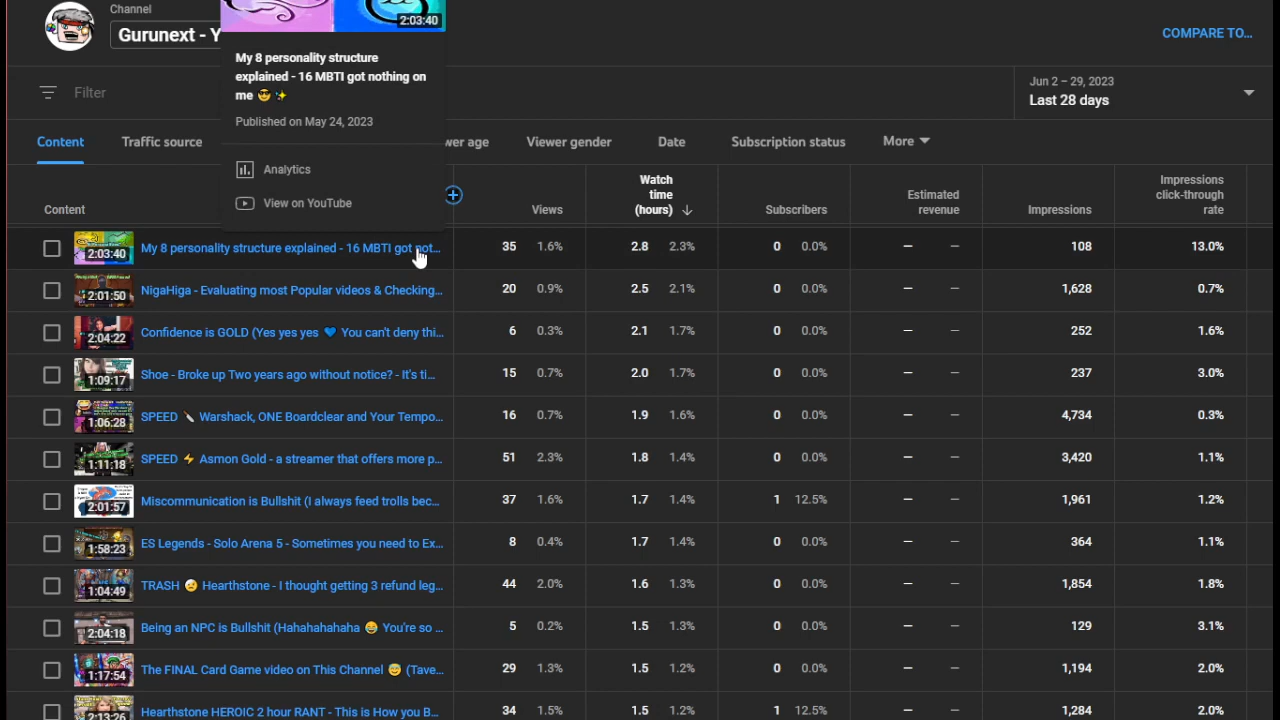 Channel
Gurunext - Y
2:03:40
COMPARE TO...
My 8 personality structure
explained - 16 MBTI got nothing on
me 😎 ✨
Published on May 24, 2023
Filter
Jun 2 – 29, 2023
Last 28 days
Content
Traffic source
wer age
Viewer gender
Date
Subscription status
More
Analytics
View on YouTube
Content
Views
Watch
time
(hours)
Subscribers
Estimated
revenue
Impressions
Impressions
click-through
rate
2:03:40 My 8 personality structure explained - 16 MBTI got not... 35 1.6% 2.8 2.3% 0 0.0% — — 108 13.0%
2:01:50 NigaHiga - Evaluating most Popular videos & Checking... 20 0.9% 2.5 2.1% 0 0.0% — — 1,628 0.7%
2:04:22 Confidence is GOLD (Yes yes yes 💙 You can't deny thi... 6 0.3% 2.1 1.7% 0 0.0% — — 252 1.6%
1:09:17 Shoe - Broke up Two years ago without notice? - It's ti... 15 0.7% 2.0 1.7% 0 0.0% — — 237 3.0%
1:06:28 SPEED 🔪 Warshack, ONE Boardclear and Your Tempo... 16 0.7% 1.9 1.6% 0 0.0% — — 4,734 0.3%
1:11:18 SPEED ⚡ Asmon Gold - a streamer that offers more p... 51 2.3% 1.8 1.4% 0 0.0% — — 3,420 1.1%
2:01:57 Miscommunication is Bullshit (I always feed trolls bec... 37 1.6% 1.7 1.4% 1 12.5% — — 1,961 1.2%
1:58:23 ES Legends - Solo Arena 5 - Sometimes you need to Ex... 8 0.4% 1.7 1.4% 0 0.0% — — 364 1.1%
1:04:49 TRASH 🤕 Hearthstone - I thought getting 3 refund leg... 44 2.0% 1.6 1.3% 0 0.0% — — 1,854 1.8%
2:04:18 Being an NPC is Bullshit (Hahahahahaha 😂 You're so ... 5 0.2% 1.5 1.3% 0 0.0% — — 129 3.1%
1:17:54 The FINAL Card Game video on This Channel 😅 (Tave... 29 1.3% 1.5 1.2% 0 0.0% — — 1,194 2.0%
2:13:26 Hearthstone HEROIC 2 hour RANT - This is How you B... 34 1.5% 1.5 1.2% 1 12.5% — — 1,284 2.0%